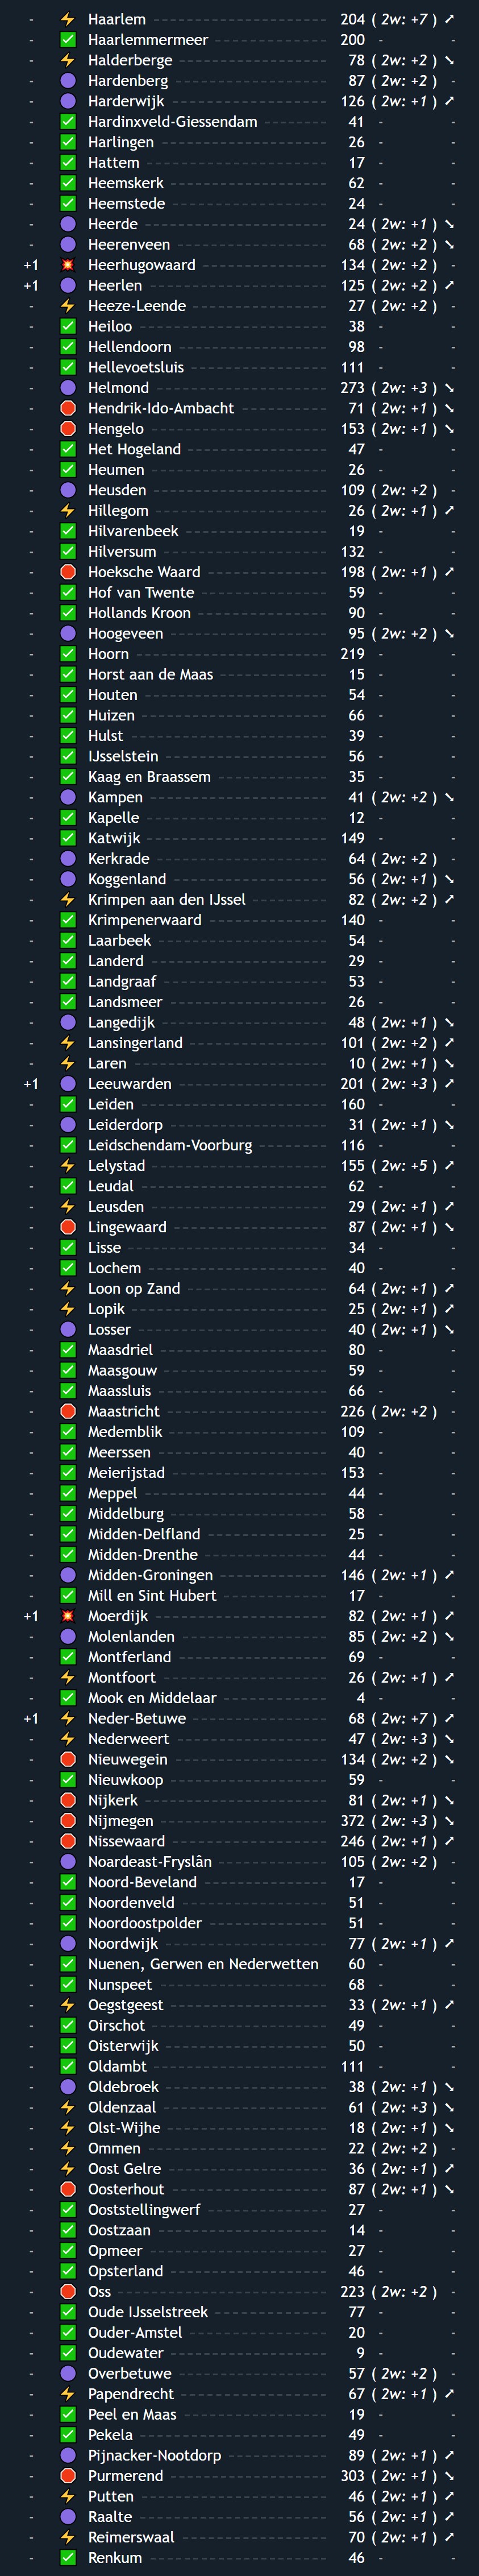 - ⚡ Haarlem 204 ( 2w: +7 ) ↗
- ✅ Haarlemmermeer 200 - -
- ⚡ Halderberge 78 ( 2w: +2 ) ↘
- 🟣 Hardenberg 87 ( 2w: +2 ) -
- 🟣 Harderwijk 126 ( 2w: +1 ) ↗
- ✅ Hardinxveld-Giessendam 41 - -
- ✅ Harlingen 26 - -
- ✅ Hattem 17 - -
- ✅ Heemskerk 62 - -
- ✅ Heemstede 24 - -
- 🟣 Heerde 24 ( 2w: +1 ) ↘
- 🟣 Heerenveen 68 ( 2w: +2 ) ↘
+1 💥 Heerhugowaard 134 ( 2w: +2 ) -
+1 🟣 Heerlen 125 ( 2w: +2 ) ↗
- ⚡ Heeze-Leende 27 ( 2w: +2 ) -
- ✅ Heiloo 38 - -
- ✅ Hellendoorn 98 - -
- ✅ Hellevoetsluis 111 - -
- 🟣 Helmond 273 ( 2w: +3 ) ↘
- 🛑 Hendrik-Ido-Ambacht 71 ( 2w: +1 ) ↘
- 🛑 Hengelo 153 ( 2w: +1 ) ↘
- ✅ Het Hogeland 47 - -
- ✅ Heumen 26 - -
- 🟣 Heusden 109 ( 2w: +2 ) -
- ⚡ Hillegom 26 ( 2w: +1 ) ↗
- ✅ Hilvarenbeek 19 - -
- ✅ Hilversum 132 - -
- 🛑 Hoeksche Waard 198 ( 2w: +1 ) ↗
- ✅ Hof van Twente 59 - -
- ✅ Hollands Kroon 90 - -
- 🟣 Hoogeveen 95 ( 2w: +2 ) ↘
- ✅ Hoorn 219 - -
- ✅ Horst aan de Maas 15 - -
- ✅ Houten 54 - -
- ✅ Huizen 66 - -
- ✅ Hulst 39 - -
- ✅ IJsselstein 56 - -
- ✅ Kaag en Braassem 35 - -
- 🟣 Kampen 41 ( 2w: +2 ) ↘
- ✅ Kapelle 12 - -
- ✅ Katwijk 149 - -
- 🟣 Kerkrade 64 ( 2w: +2 ) -
- 🟣 Koggenland 56 ( 2w: +1 ) ↘
- ⚡ Krimpen aan den IJssel 82 ( 2w: +2 ) ↗
- ✅ Krimpenerwaard 140 - -
- ✅ Laarbeek 54 - -
- ✅ Landerd 29 - -
- ✅ Landgraaf 53 - -
- ✅ Landsmeer 26 - -
- 🟣 Langedijk 48 ( 2w: +1 ) ↘
- ⚡ Lansingerland 101 ( 2w: +2 ) ↗
- ⚡ Laren 10 ( 2w: +1 ) ↘
+1 🟣 Leeuwarden 201 ( 2w: +3 ) ↗
- ✅ Leiden 160 - -
- 🟣 Leiderdorp 31 ( 2w: +1 ) ↘
- ✅ Leidschendam-Voorburg 116 - -
- ⚡ Lelystad 155 ( 2w: +5 ) ↗
- ✅ Leudal 62 - -
- ⚡ Leusden 29 ( 2w: +1 ) ↗
- 🛑 Lingewaard 87 ( 2w: +1 ) ↘
- ✅ Lisse 34 - -
- ✅ Lochem 40 - -
- ⚡ Loon op Zand 64 ( 2w: +1 ) ↗
- ⚡ Lopik 25 ( 2w: +1 ) ↗
- 🟣 Losser 40 ( 2w: +1 ) ↘
- ✅ Maasdriel 80 - -
- ✅ Maasgouw 59 - -
- ✅ Maassluis 66 - -
- 🛑 Maastricht 226 ( 2w: +2 ) -
- ✅ Medemblik 109 - -
- ✅ Meerssen 40 - -
- ✅ Meierijstad 153 - -
- ✅ Meppel 44 - -
- ✅ Middelburg 58 - -
- ✅ Midden-Delfland 25 - -
- ✅ Midden-Drenthe 44 - -
- 🟣 Midden-Groningen 146 ( 2w: +1 ) ↗
- ✅ Mill en Sint Hubert 17 - -
+1 💥 Moerdijk 82 ( 2w: +1 ) ↗
- 🟣 Molenlanden 85 ( 2w: +2 ) ↘
- ✅ Montferland 69 - -
- ⚡ Montfoort 26 ( 2w: +1 ) ↗
- ✅ Mook en Middelaar 4 - -
+1 ⚡ Neder-Betuwe 68 ( 2w: +7 ) ↗
- ⚡ Nederweert 47 ( 2w: +3 ) ↘
- 🛑 Nieuwegein 134 ( 2w: +2 ) ↘
- ✅ Nieuwkoop 59 - -
- 🛑 Nijkerk 81 ( 2w: +1 ) ↘
- 🛑 Nijmegen 372 ( 2w: +3 ) ↘
- 🛑 Nissewaard 246 ( 2w: +1 ) ↗
- 🟣 Noardeast-Fryslân 105 ( 2w: +2 ) -
- ✅ Noord-Beveland 17 - -
- ✅ Noordenveld 51 - -
- ✅ Noordoostpolder 51 - -
- 🟣 Noordwijk 77 ( 2w: +1 ) ↗
- ✅ Nuenen, Gerwen en Nederwetten 60 - -
- ✅ Nunspeet 68 - -
- ⚡ Oegstgeest 33 ( 2w: +1 ) ↗
- ✅ Oirschot 49 - -
- ✅ Oisterwijk 50 - -
- ✅ Oldambt 111 - -
- 🟣 Oldebroek 38 ( 2w: +1 ) ↘
- ⚡ Oldenzaal 61 ( 2w: +3 ) ↘
- ⚡ Olst-Wijhe 18 ( 2w: +1 ) ↘
- ⚡ Ommen 22 ( 2w: +2 ) -
- ⚡ Oost Gelre 36 ( 2w: +1 ) ↗
- 🛑 Oosterhout 87 ( 2w: +1 ) ↘
- ✅ Ooststellingwerf 27 - -
- ✅ Oostzaan 14 - -
- ✅ Opmeer 27 - -
- ✅ Opsterland 46 - -
- 🛑 Oss 223 ( 2w: +2 ) -
- ✅ Oude IJsselstreek 77 - -
- ✅ Ouder-Amstel 20 - -
- ✅ Oudewater 9 - -
- 🟣 Overbetuwe 57 ( 2w: +2 ) -
- ⚡ Papendrecht 67 ( 2w: +1 ) ↗
- ✅ Peel en Maas 19 - -
- ✅ Pekela 49 - -
- 🟣 Pijnacker-Nootdorp 89 ( 2w: +1 ) ↗
- 🛑 Purmerend 303 ( 2w: +1 ) ↘
- ⚡ Putten 46 ( 2w: +1 ) ↗
- 🟣 Raalte 56 ( 2w: +1 ) ↗
- ⚡ Reimerswaal 70 ( 2w: +1 ) ↗
- ✅ Renkum 46 - -